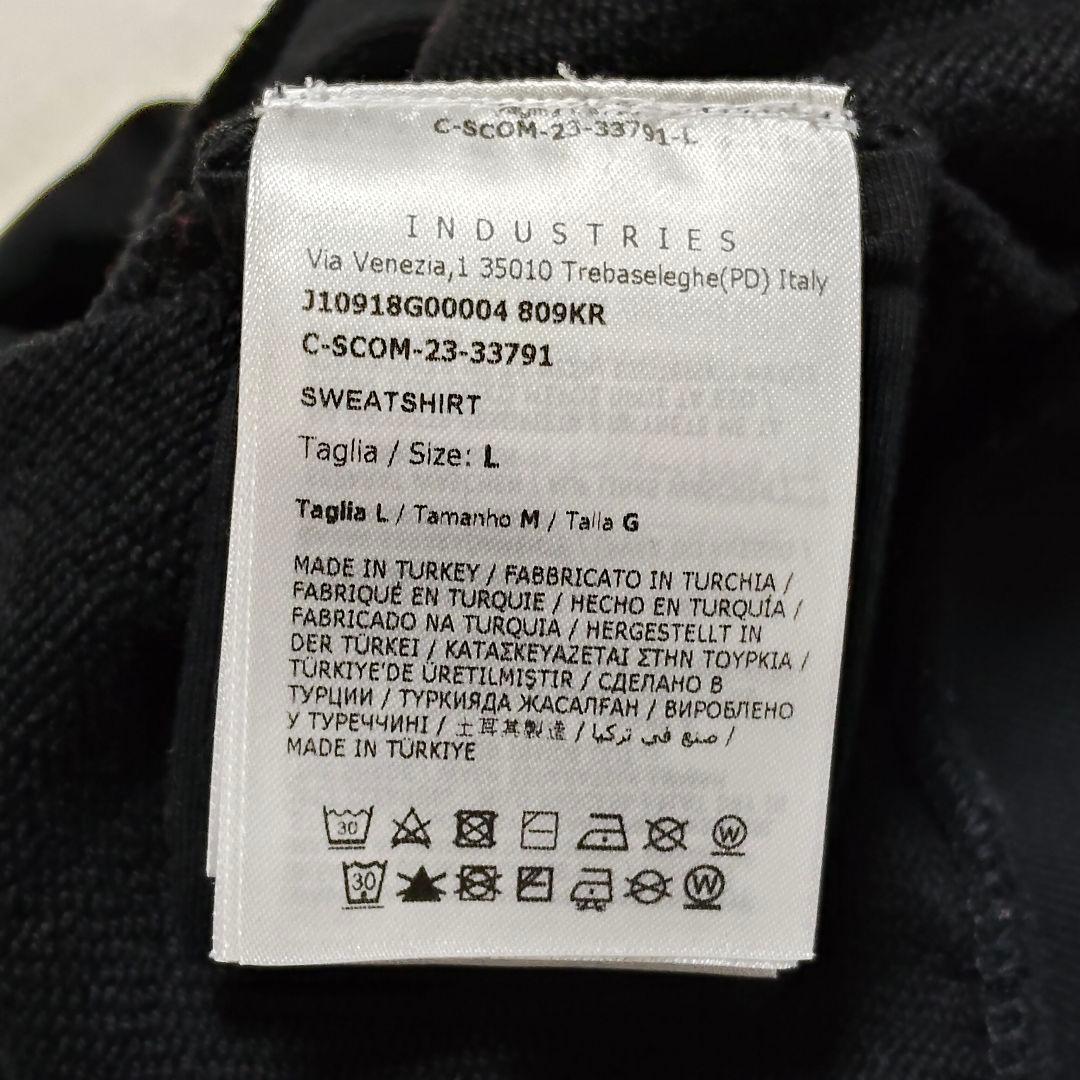 C-SCOM-23-33791-L
INDUSTRIES
Via Venezia,1 35010 Trebaseleghe(PD) Italy
J10918G00004 809KR
C-SCOM-23-33791
SWEATSHIRT
Taglia / Size: L
Taglia L / Tamanho M / Talla G
MADE IN TURKEY / FABBRICATO IN TURCHIA /
FABRIQUÉ EN TURQUIE / HECHO EN TURQUÍA /
FABRICADO NA TURQUIA / HERGESTELLT IN
DER TÜRKEI / ΚΑΤΑΣΚΕΥΑΖΕΤΑΙ ΣΤΗΝ ΤΟΥΡΚΙΑ /
TÜRKİYE'DE ÜRETILMIŞTIR / СДЕЛАНО В
ТУРЦИИ / ТҮРКИЯДА ЖАСАЛҒАН / ВИРОБЛЕНО
У ТУРЕЧЧИНІ / 土耳其製造 / صنع في تركيا /
MADE IN TÜRKIYE
30 W
30 W